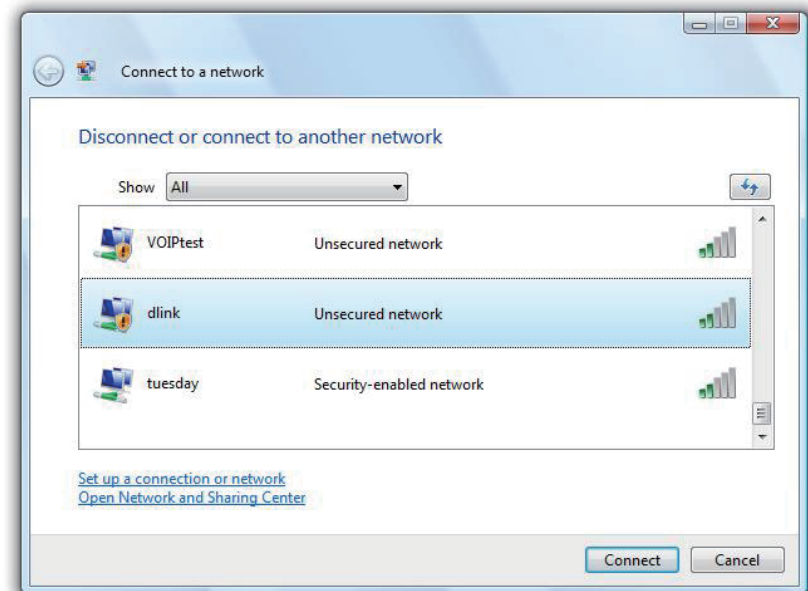 Connect to a network
Disconnect or connect to another network
Show All
VOIPtest Unsecured network
dlink Unsecured network
tuesday Security-enabled network
Set up a connection or network
Open Network and Sharing Center
Connect Cancel